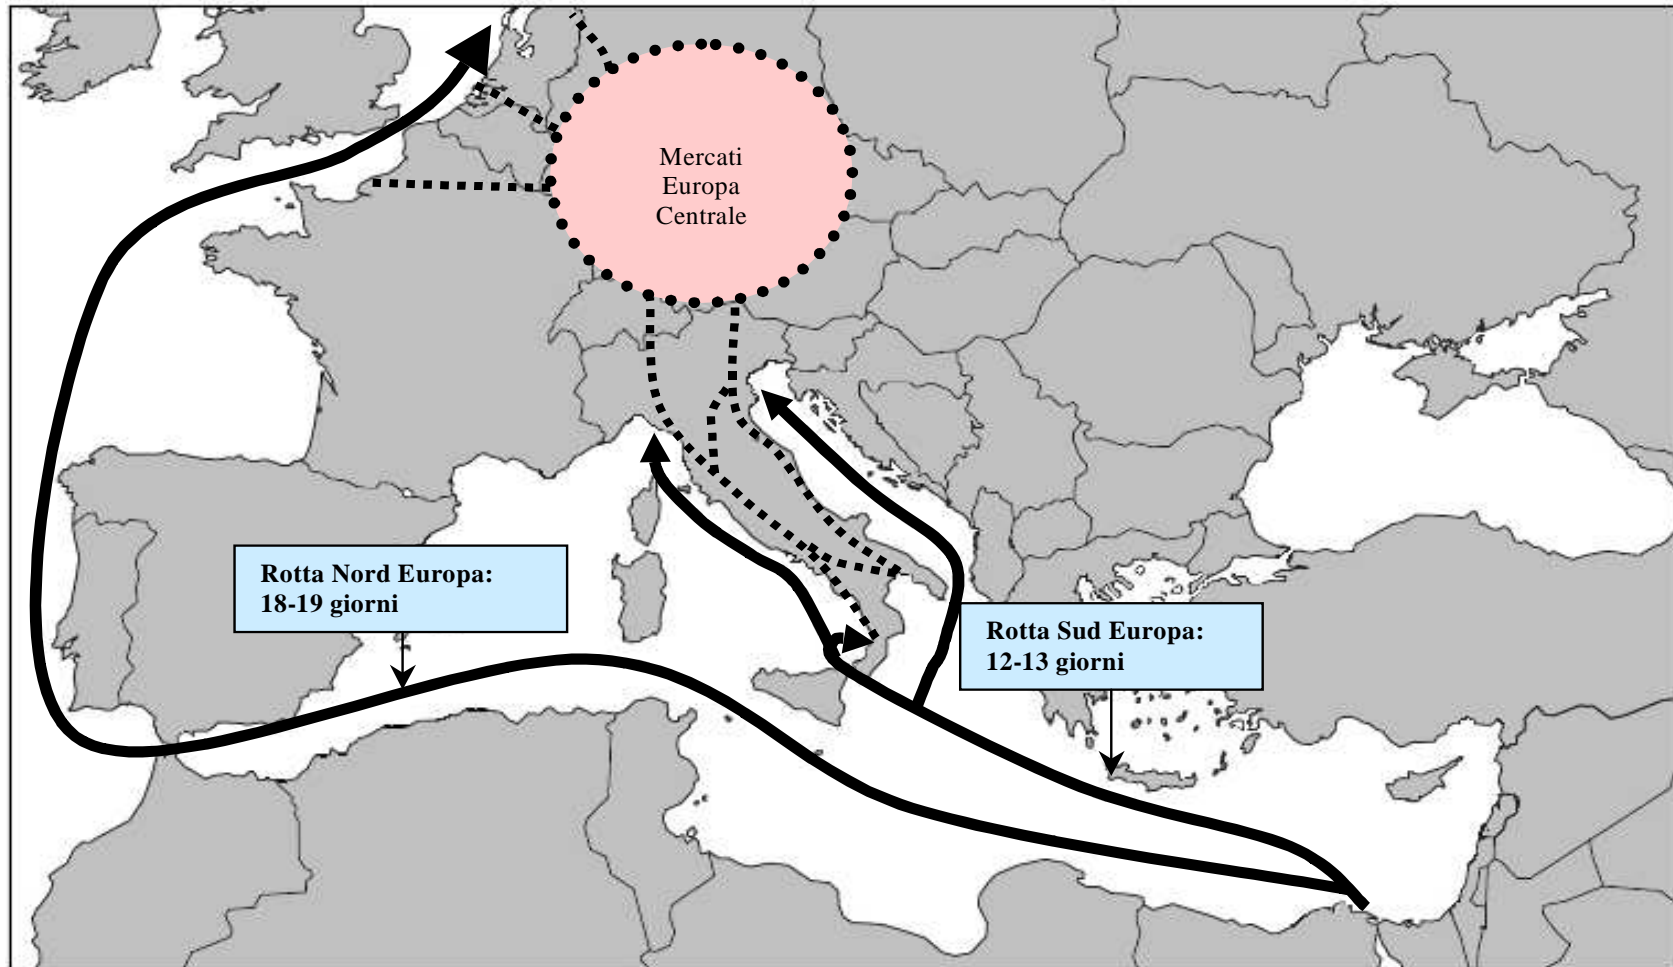 Mercati
Europa
Centrale
Rotta Nord Europa:
18-19 giorni
Rotta Sud Europa:
12-13 giorni